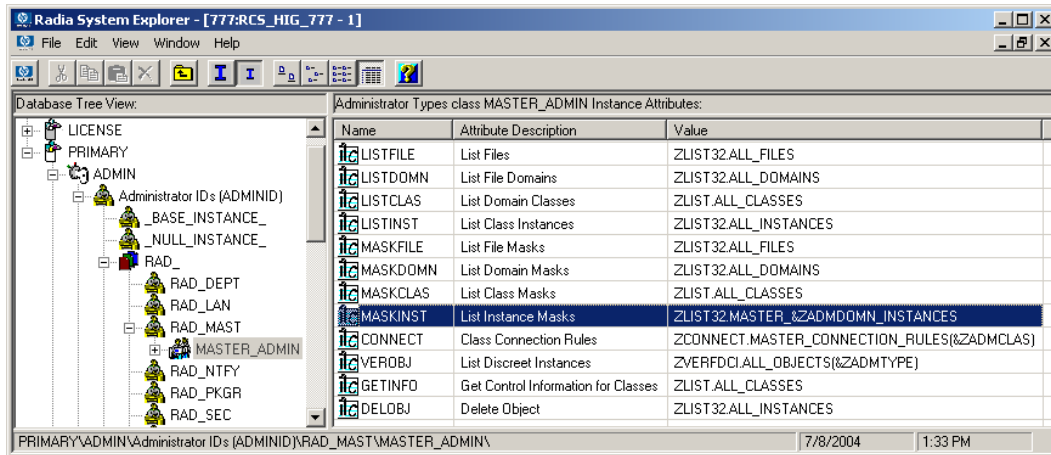 Radia System Explorer - [777:RCS_HIG_777 - 1]
File Edit View Window Help
Database Tree View:
LICENSE
PRIMARY
ADMIN
Administrator IDs (ADMINID)
_BASE_INSTANCE_
_NULL_INSTANCE_
RAD_
RAD_DEPT
RAD_LAN
RAD_MAST
MASTER_ADMIN
RAD_NTFY
RAD_PKGR
RAD_SEC
Administrator Types class MASTER_ADMIN Instance Attributes:
Name Attribute Description Value
LISTFILE List Files ZLIST32.ALL_FILES
LISTDOMN List File Domains ZLIST32.ALL_DOMAINS
LISTCLAS List Domain Classes ZLIST.ALL_CLASSES
LISTINST List Class Instances ZLIST32.ALL_INSTANCES
MASKFILE List File Masks ZLIST32.ALL_FILES
MASKDOMN List Domain Masks ZLIST32.ALL_DOMAINS
MASKCLAS List Class Masks ZLIST.ALL_CLASSES
MASKINST List Instance Masks ZLIST32.MASTER_&ZADMDOMN_INSTANCES
CONNECT Class Connection Rules ZCONNECT.MASTER_CONNECTION_RULES(&ZADMCLAS)
VEROBJ List Discreet Instances ZVERFDCI.ALL_OBJECTS(&ZADMTYPE)
GETINFO Get Control Information for Classes ZLIST.ALL_CLASSES
DELOBJ Delete Object ZLIST32.ALL_INSTANCES
PRIMARY\ADMIN\Administrator IDs (ADMINID)\RAD_MAST\MASTER_ADMIN\ 7/8/2004 1:33 PM